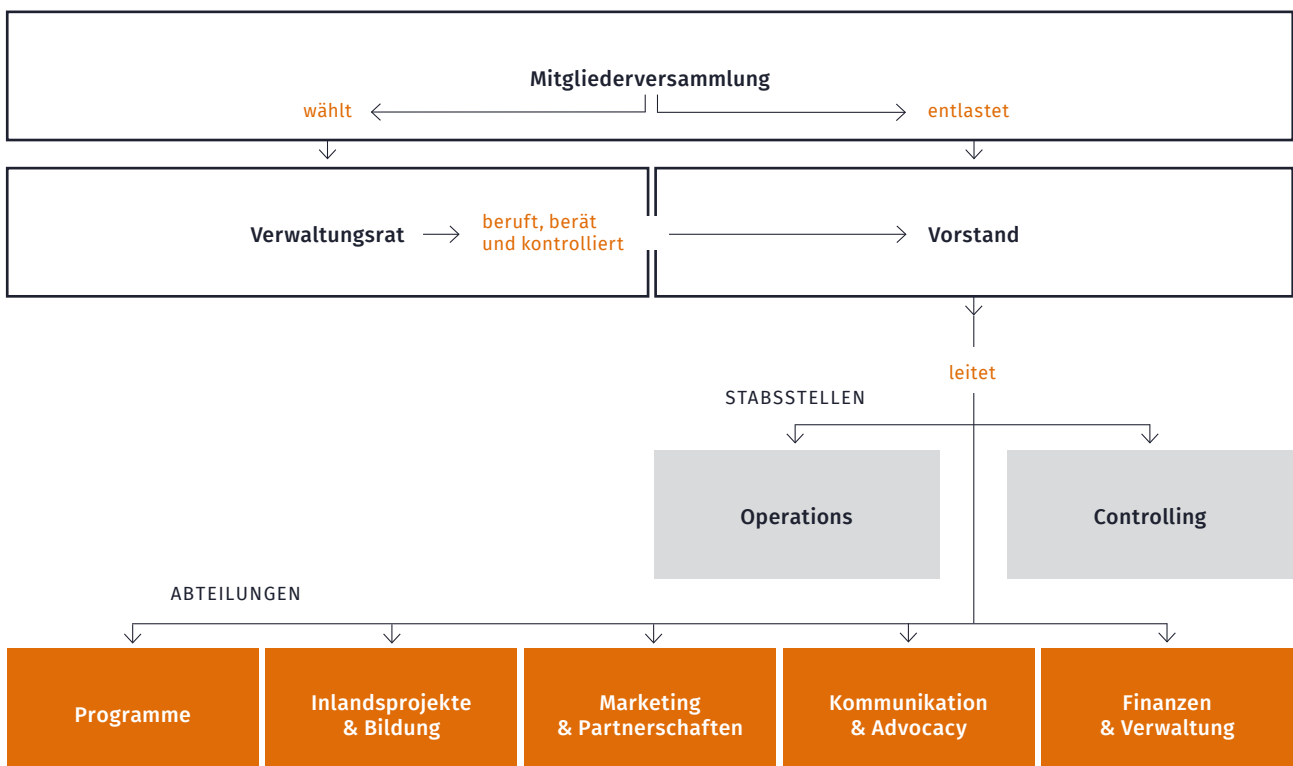 Mitgliederversammlung
wählt
entlastet
Verwaltungsrat
beruft, berät
und kontrolliert
Vorstand
leitet
STABSSTELLEN
Operations
Controlling
ABTEILUNGEN
Programme
Inlandsprojekte
& Bildung
Marketing
& Partnerschaften
Kommunikation
& Advocacy
Finanzen
& Verwaltung